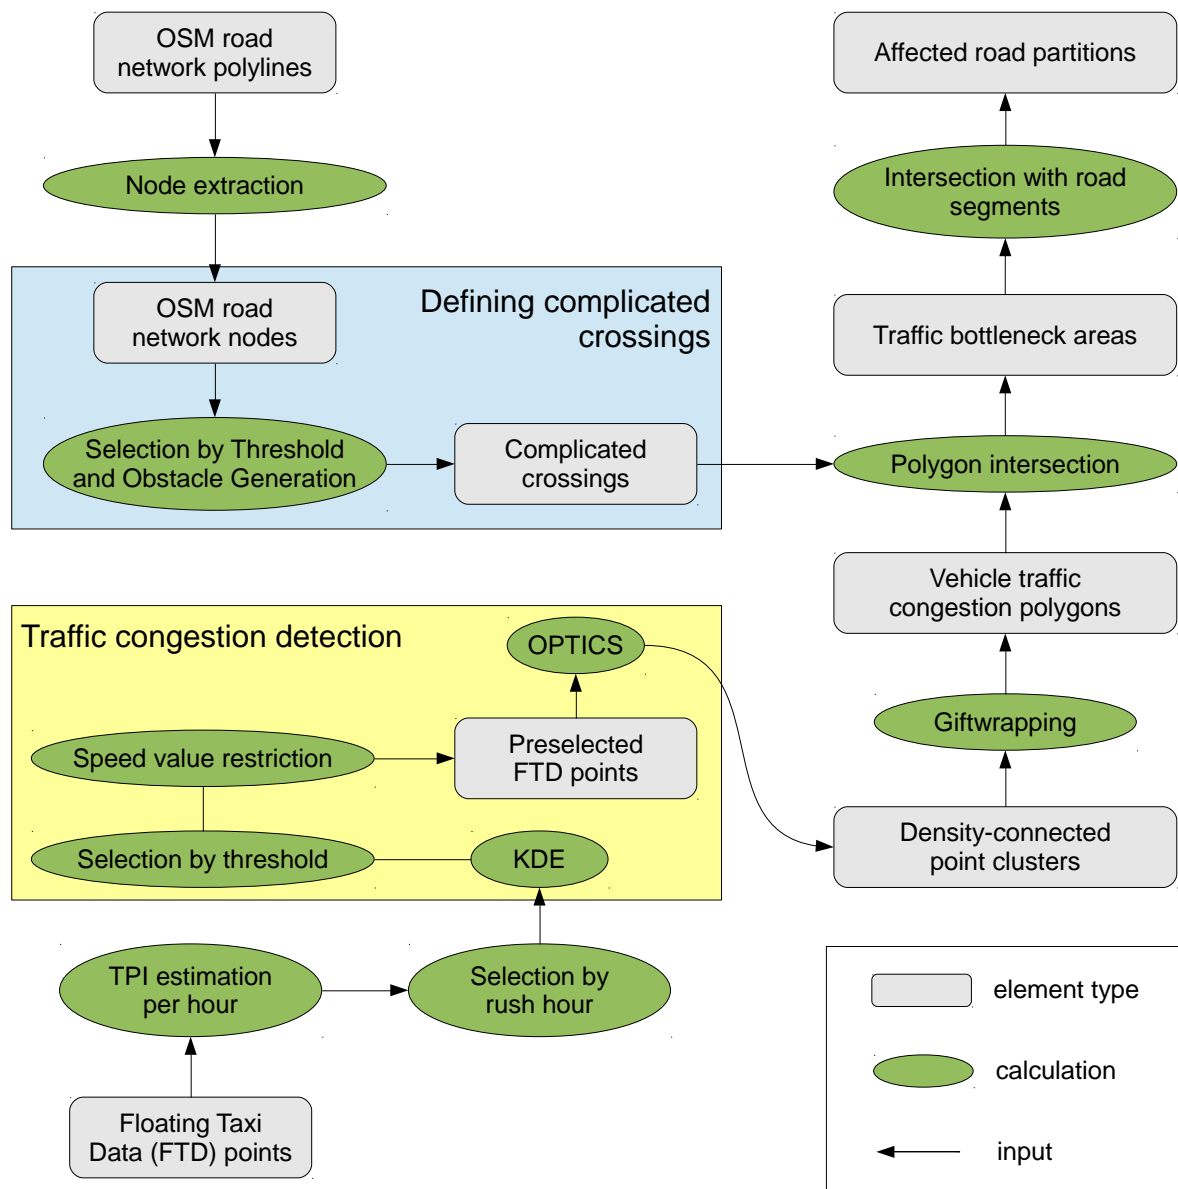 OSM road
network polylines
Node extraction
Defining complicated
crossings
OSM road
network nodes
Selection by Threshold
and Obstacle Generation
Complicated
crossings
Affected road partitions
Intersection with road
segments
Traffic bottleneck areas
Polygon intersection
Vehicle traffic
congestion polygons
Giftwrapping
Density-connected
point clusters
Traffic congestion detection
OPTICS
Speed value restriction
Preselected
FTD points
Selection by threshold
KDE
TPI estimation
per hour
Selection by
rush hour
Floating Taxi
Data (FTD) points
element type
calculation
input